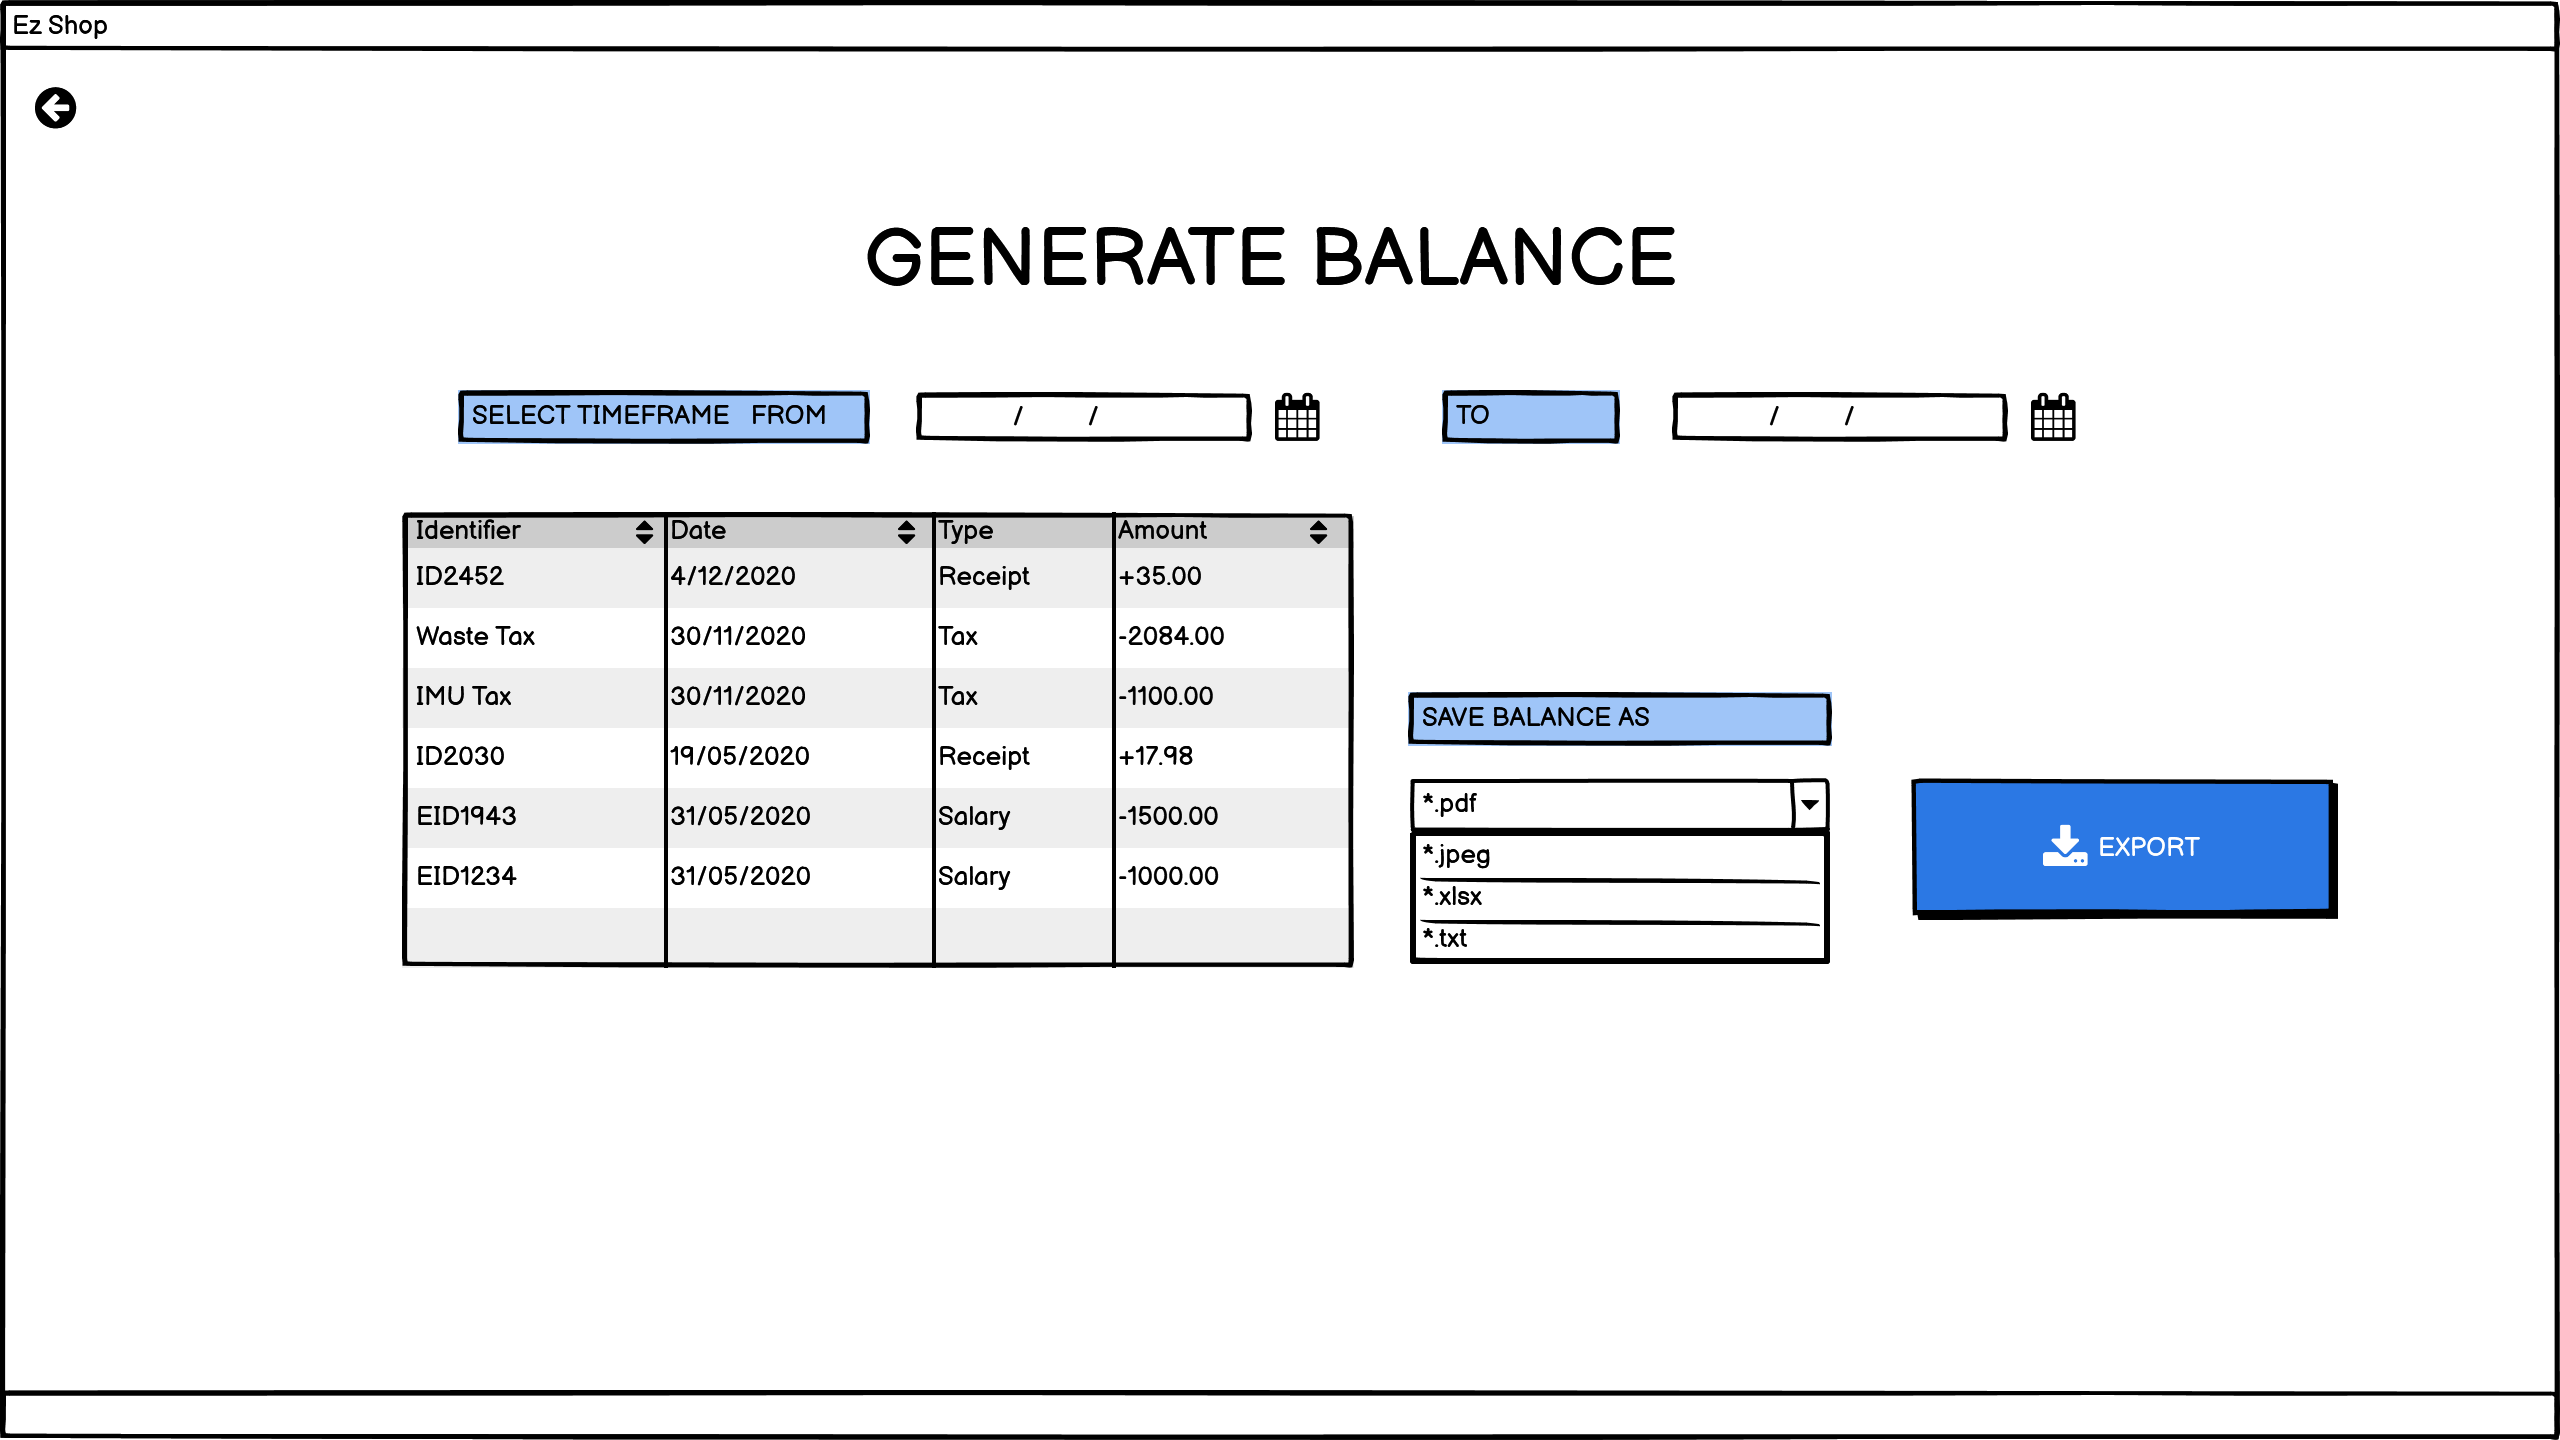 Ez Shop
GENERATE BALANCE
SELECT TIMEFRAME FROM / / TO / /
Identifier Date Type Amount
ID2452 4/12/2020 Receipt +35.00
Waste Tax 30/11/2020 Tax -2084.00
IMU Tax 30/11/2020 Tax -1100.00
ID2030 19/05/2020 Receipt +17.98
EID1943 31/05/2020 Salary -1500.00
EID1234 31/05/2020 Salary -1000.00
SAVE BALANCE AS
*.pdf
*.jpeg
*.xlsx
*.txt
EXPORT